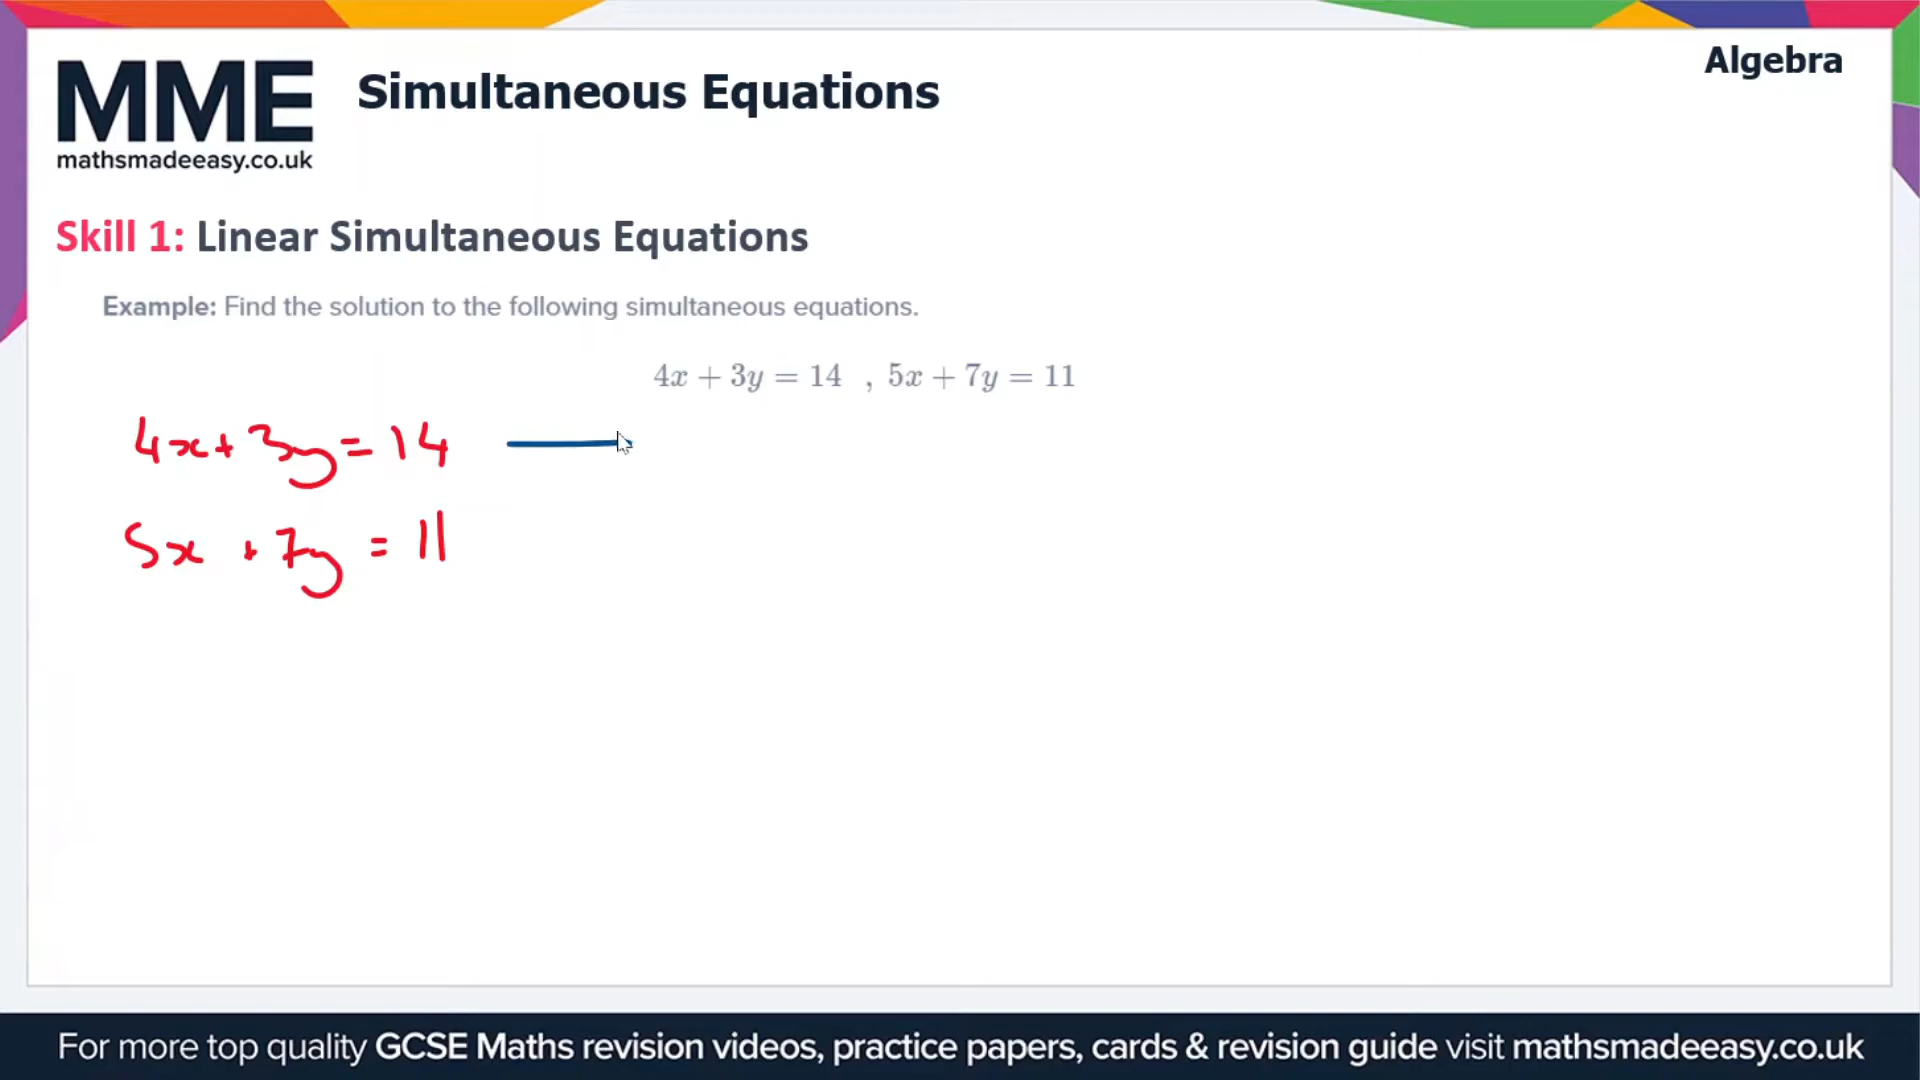 MME
mathsmadeeasy.co.uk
Simultaneous Equations
Algebra
Skill 1: Linear Simultaneous Equations
Example: Find the solution to the following simultaneous equations.
4x + 3y = 14 , 5x + 7y = 11
4x + 3y = 14
5x + 7y = 11
For more top quality GCSE Maths revision videos, practice papers, cards & revision guide visit mathsmadeeasy.co.uk